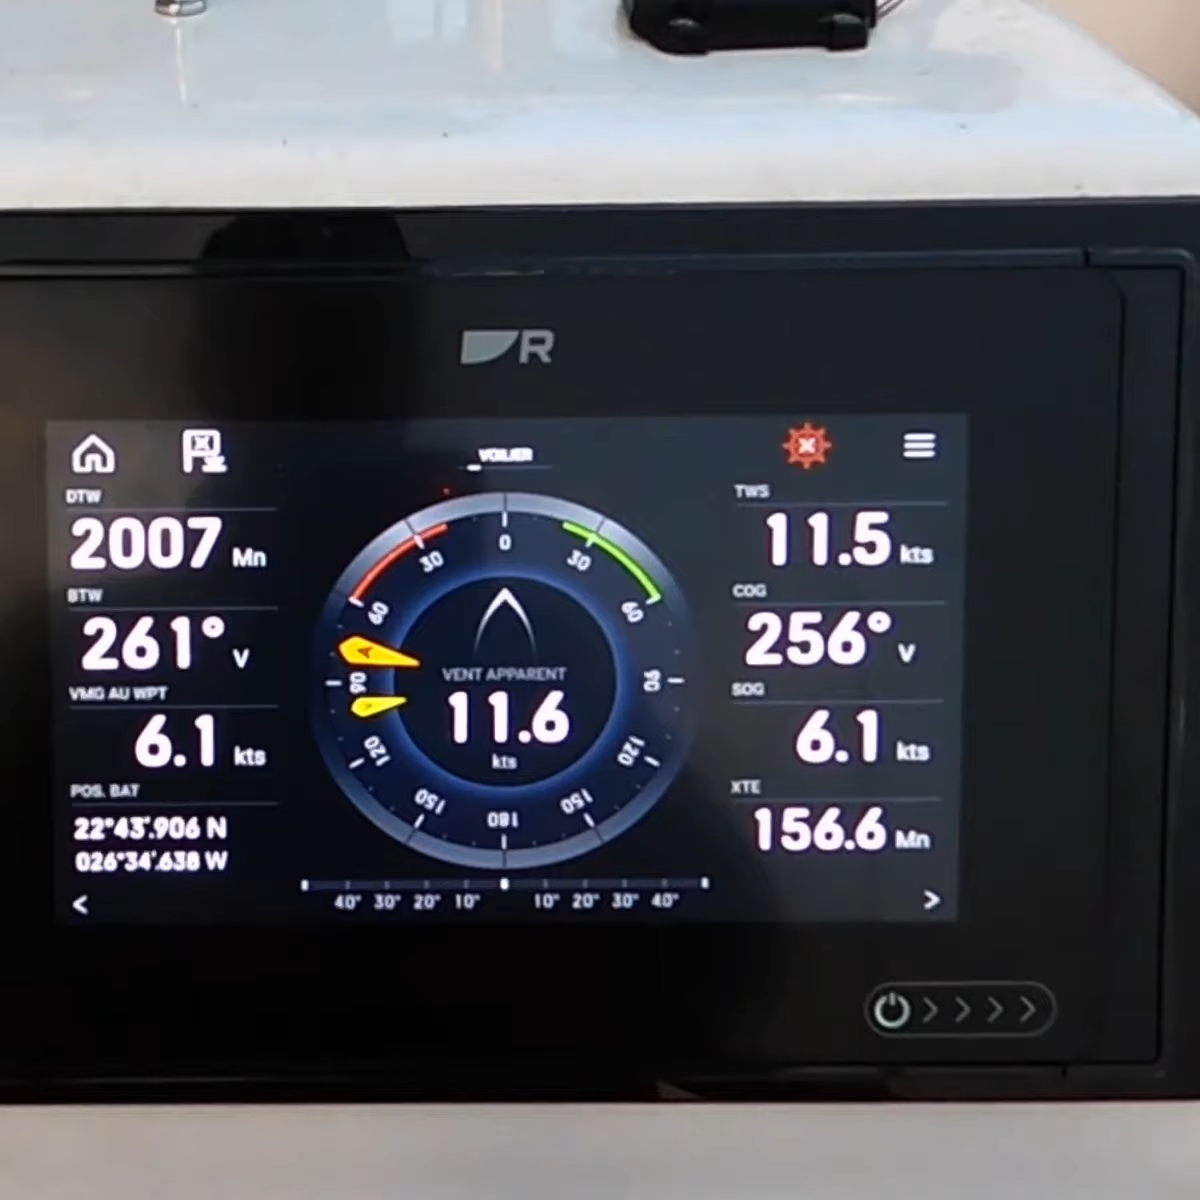 R
VOILIER
DTW
2007 Mn
BTW
261° V
VMG AU WPT
6.1 kts
POS. BAT
22°43'.906 N
026°34'.638 W
<
0
30
30
60
60
90
90
120
120
150
150
180
A
VENT APPARENT
11.6
kts
40° 30° 20° 10° 10° 20° 30° 40°
TWS
11.5 kts
COG
256° V
SOG
6.1 kts
XTE
156.6 Mn
>